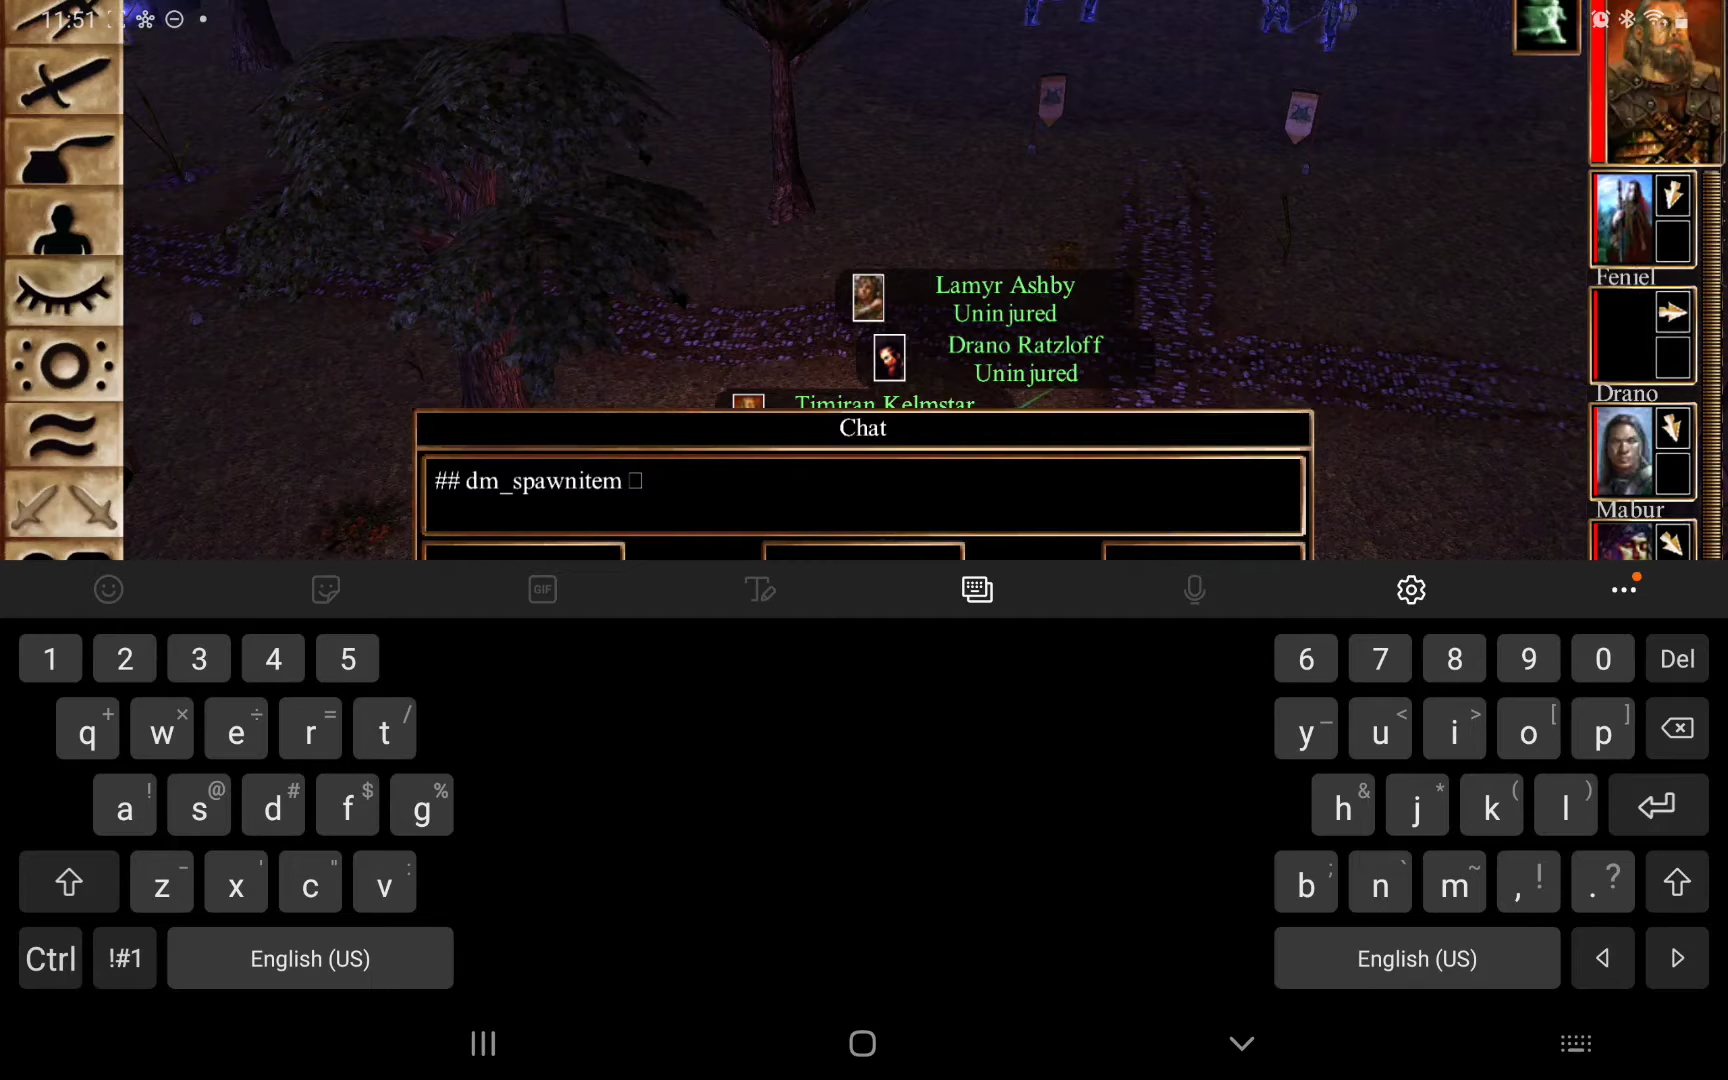 11:51
Lamyr Ashby
Uninjured
Drano Ratzloff
Uninjured
Timiran Kelmstar
Feniel
Drano
Mabur
Chat
## dm_spawnitem
GIF
1 2 3 4 5 6 7 8 9 0 Del
q + w × e ÷ r = t / y _ u < i > o [ p ]
a ! s @ d # f $ g % h & j * k ( l )
z - x ' c " v : b ; n ` m ~ , ! . ?
Ctrl !#1 English (US) English (US)